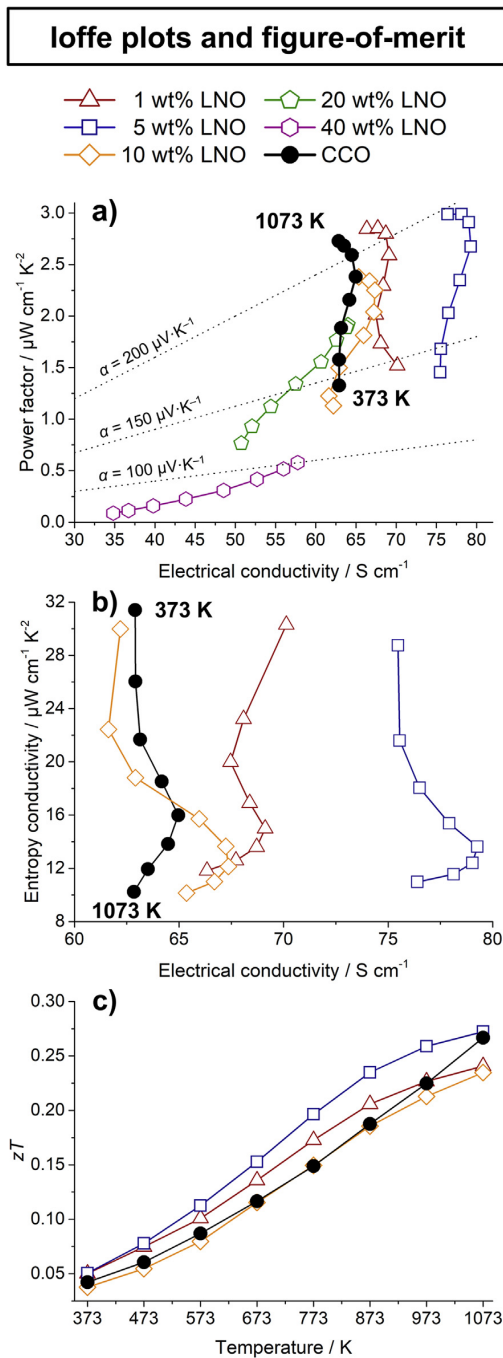 Ioffe plots and figure-of-merit
1 wt% LNO
20 wt% LNO
5 wt% LNO
40 wt% LNO
10 wt% LNO
CCO
a)
Power factor / µW cm⁻¹ K⁻²
3.0
2.5
2.0
1.5
1.0
0.5
0.0
1073 K
373 K
α = 200 µV·K⁻¹
α = 150 µV·K⁻¹
α = 100 µV·K⁻¹
30 35 40 45 50 55 60 65 70 75 80
Electrical conductivity / S cm⁻¹
b)
Entropy conductivity / µW cm⁻¹ K⁻²
32
28
24
20
16
12
8
373 K
1073 K
60 65 70 75 80
Electrical conductivity / S cm⁻¹
c)
zT
0.30
0.25
0.20
0.15
0.10
0.05
373 473 573 673 773 873 973 1073
Temperature / K